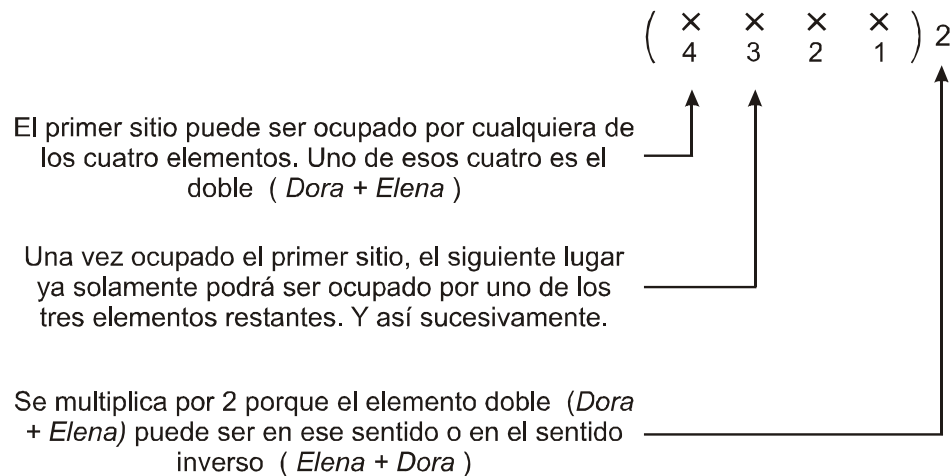 ( × × × × ) 2
4 3 2 1
El primer sitio puede ser ocupado por cualquiera de
los cuatro elementos. Uno de esos cuatro es el
doble ( Dora + Elena )
Una vez ocupado el primer sitio, el siguiente lugar
ya solamente podrá ser ocupado por uno de los
tres elementos restantes. Y así sucesivamente.
Se multiplica por 2 porque el elemento doble (Dora
+ Elena) puede ser en ese sentido o en el sentido
inverso ( Elena + Dora )